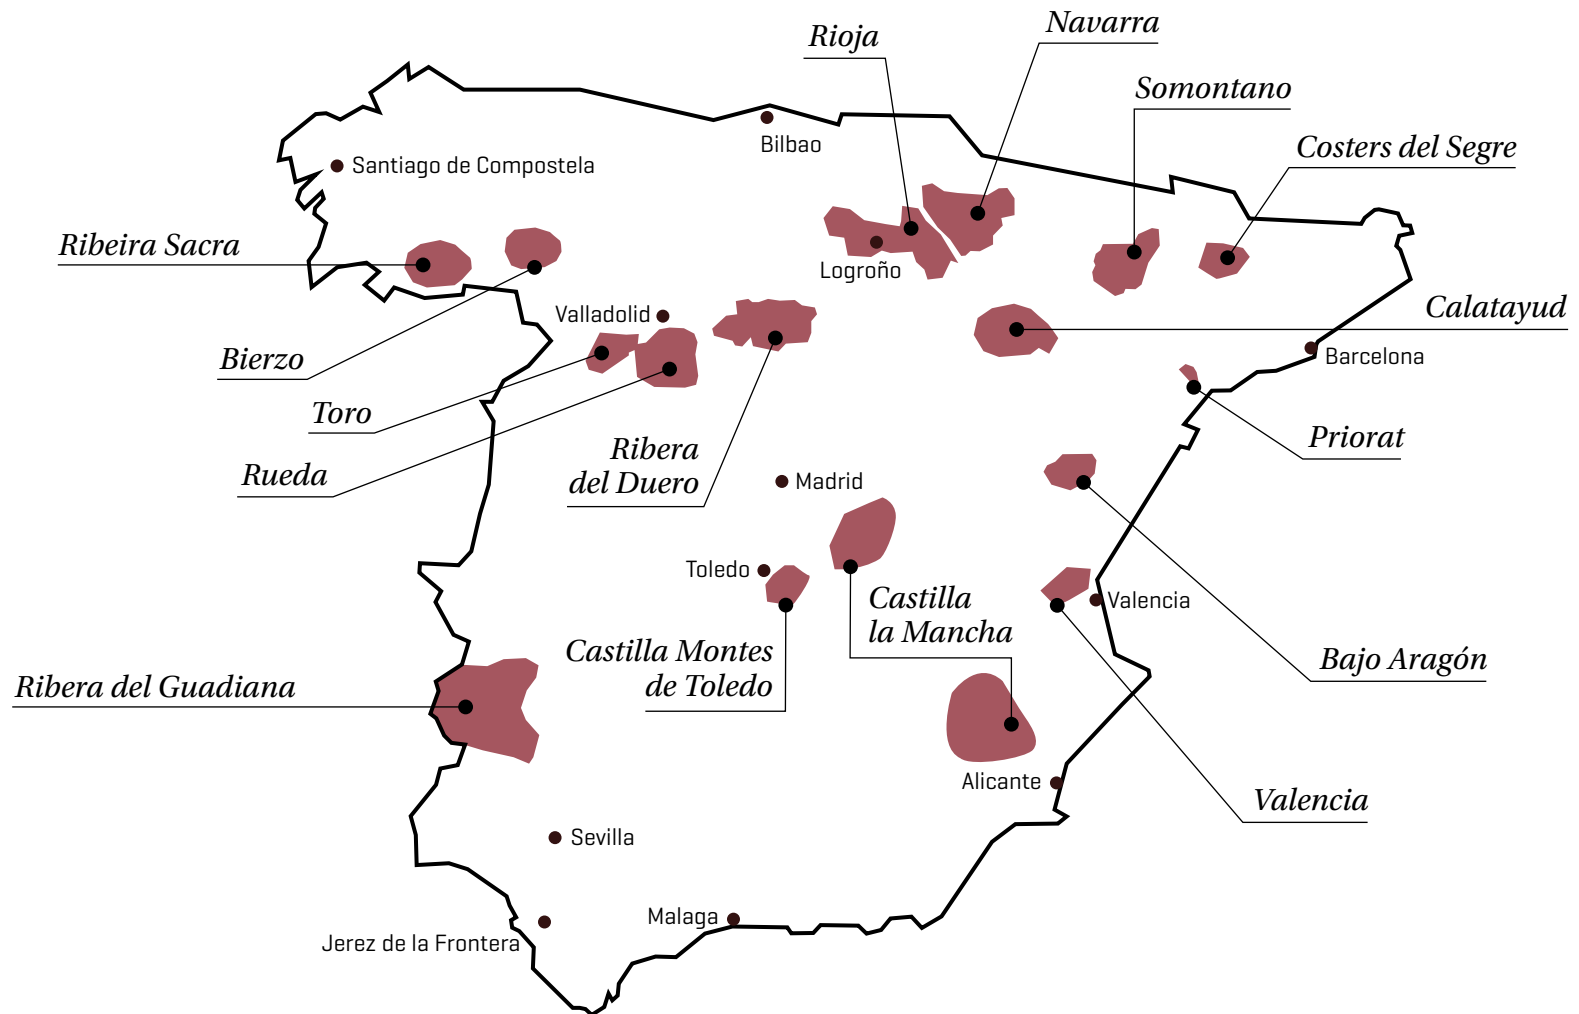 Navarra
Rioja
Somontano
Costers del Segre
Bilbao
Santiago de Compostela
Ribeira Sacra
Logroño
Calatayud
Valladolid
Bierzo
Barcelona
Toro
Priorat
Ribera
del Duero
Rueda
Madrid
Toledo
Castilla
la Mancha
Valencia
Castilla Montes
de Toledo
Bajo Aragón
Ribera del Guadiana
Alicante
Valencia
Sevilla
Malaga
Jerez de la Frontera